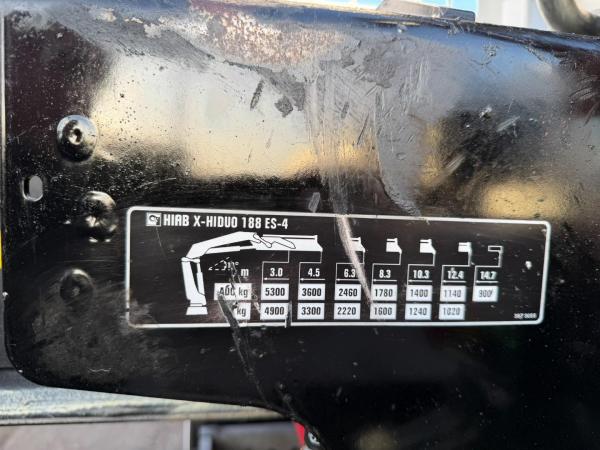 HIAB X-HIDUO 188 ES-4
m 3.0 4.5 6.3 8.3 10.3 12.4 14.7
kg 5300 3600 2460 1780 1400 1140 900
kg 4900 3300 2220 1600 1240 1020